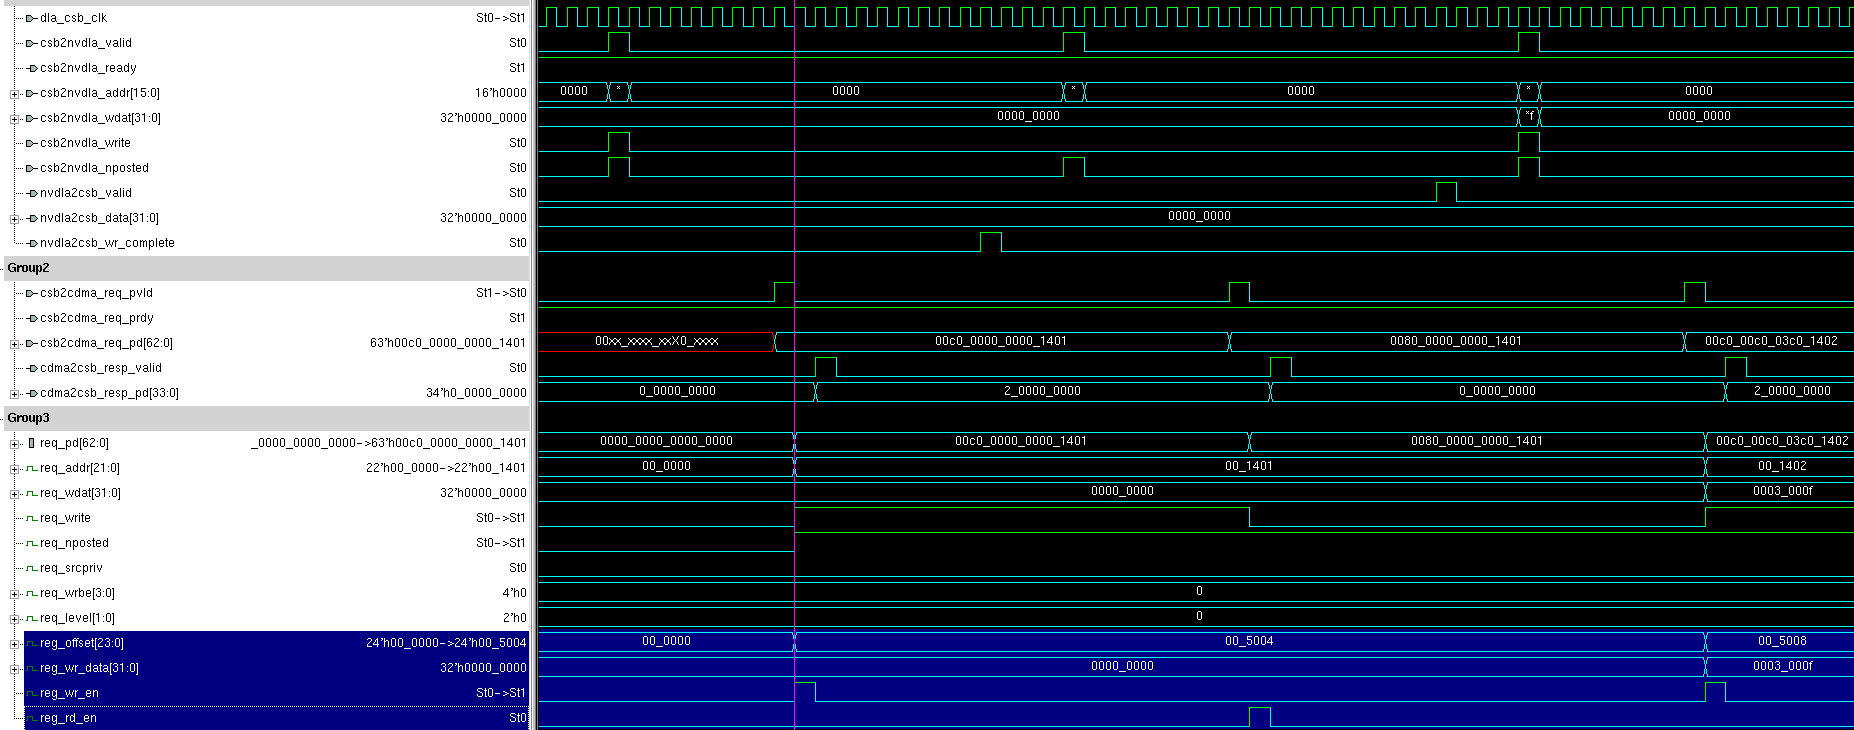 dla_csb_clk St0->St1
csb2nvdla_valid St0
csb2nvdla_ready St1
csb2nvdla_addr[15:0] 16'h0000 0000 * 0000 * 0000 * 0000
csb2nvdla_wdat[31:0] 32'h0000_0000 0000_0000 *f 0000_0000
csb2nvdla_write St0
csb2nvdla_nposted St0
nvdla2csb_valid St0
nvdla2csb_data[31:0] 32'h0000_0000 0000_0000
nvdla2csb_wr_complete St0
Group2
csb2cdma_req_pvld St1->St0
csb2cdma_req_prdy St1
csb2cdma_req_pd[62:0] 63'h00c0_0000_0000_1401 00xx_xxxx_xxX0_xxxx 00c0_0000_0000_1401 0080_0000_0000_1401 00c0_00c0_03c0_1402
cdma2csb_resp_valid St0
cdma2csb_resp_pd[33:0] 34'h0_0000_0000 0_0000_0000 2_0000_0000 0_0000_0000 2_0000_0000
Group3
req_pd[62:0] _0000_0000_0000->63'h00c0_0000_0000_1401 0000_0000_0000_0000 00c0_0000_0000_1401 0080_0000_0000_1401 00c0_00c0_03c0_1402
req_addr[21:0] 22'h00_0000->22'h00_1401 00_0000 00_1401 00_1402
req_wdat[31:0] 32'h0000_0000 0000_0000 0003_000f
req_write St0->St1
req_nposted St0->St1
req_srcpriv St0
req_wrbe[3:0] 4'h0 0
req_level[1:0] 2'h0 0
reg_offset[23:0] 24'h00_0000->24'h00_5004 00_0000 00_5004 00_5008
reg_wr_data[31:0] 32'h0000_0000 0000_0000 0003_000f
reg_wr_en St0->St1
reg_rd_en St0